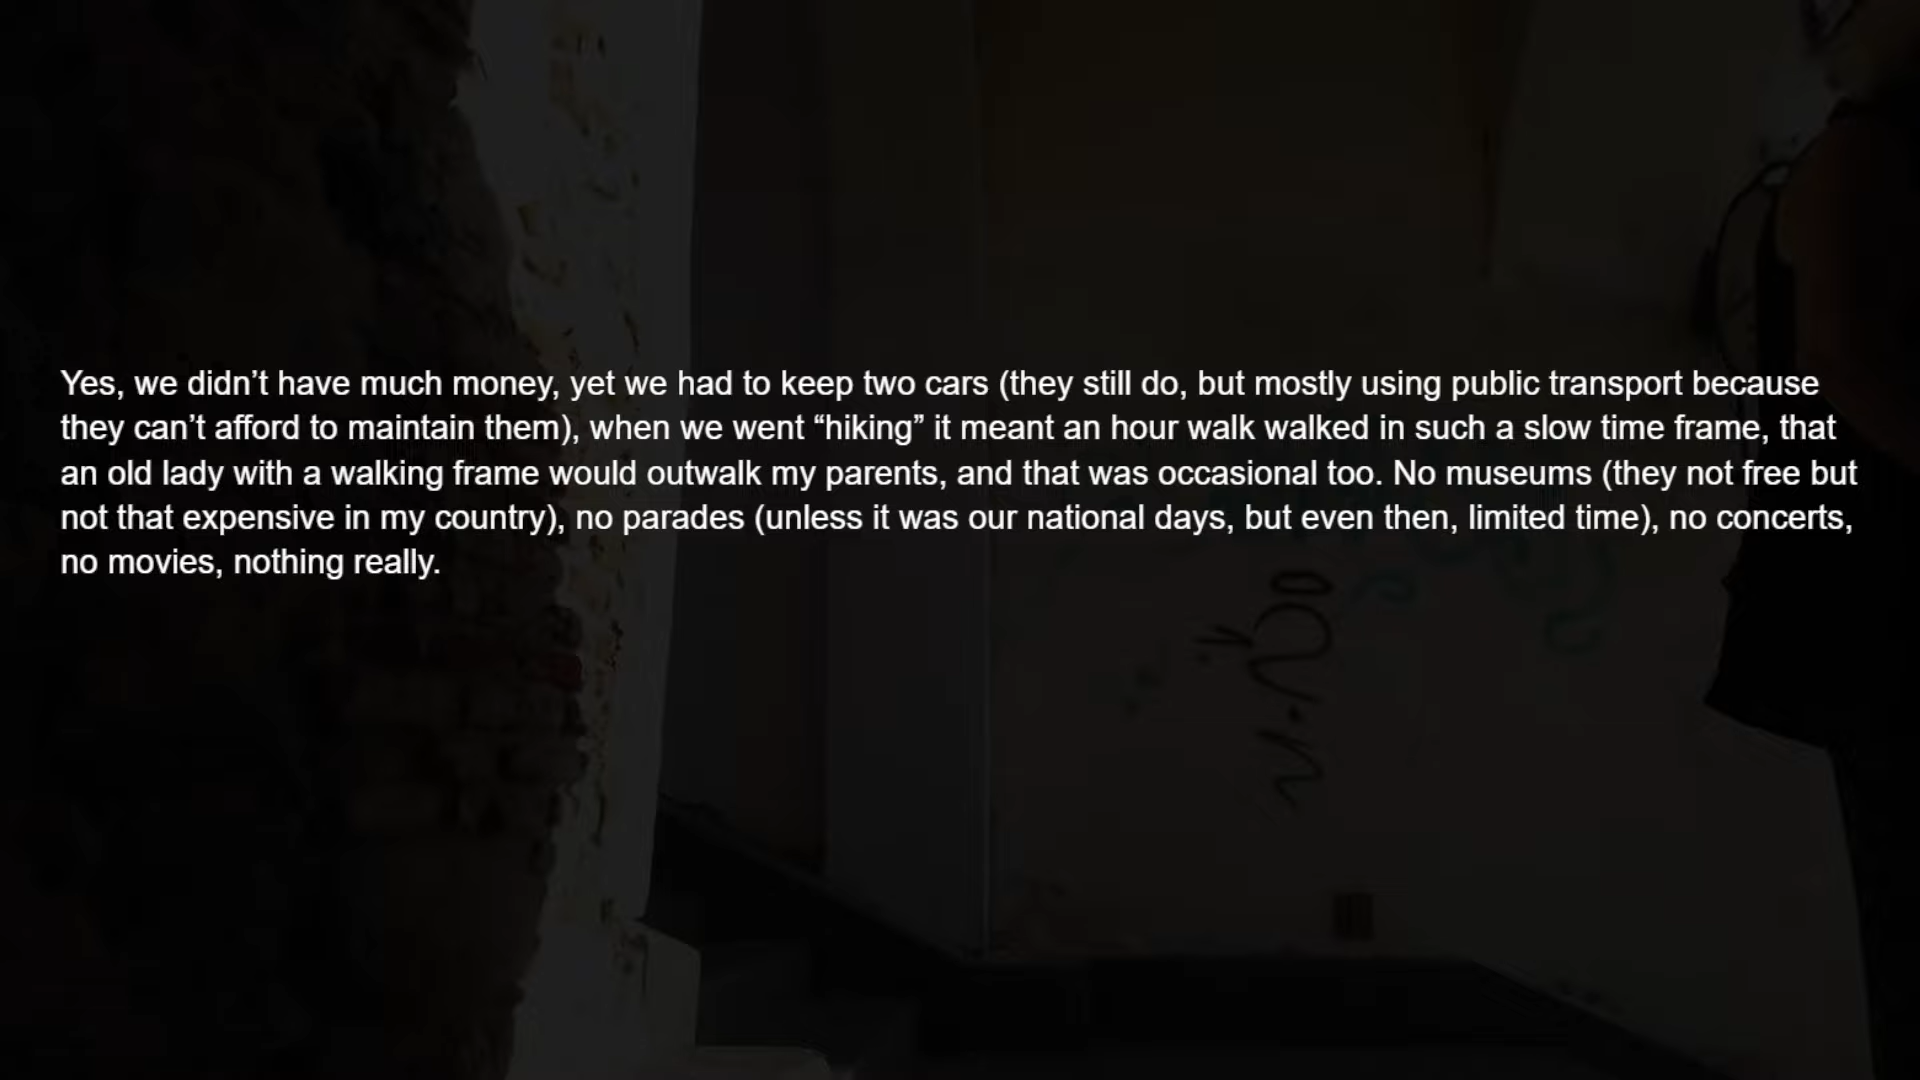 Yes, we didn’t have much money, yet we had to keep two cars (they still do, but mostly using public transport because
they can’t afford to maintain them), when we went “hiking” it meant an hour walk walked in such a slow time frame, that
an old lady with a walking frame would outwalk my parents, and that was occasional too. No museums (they not free but
not that expensive in my country), no parades (unless it was our national days, but even then, limited time), no concerts,
no movies, nothing really.